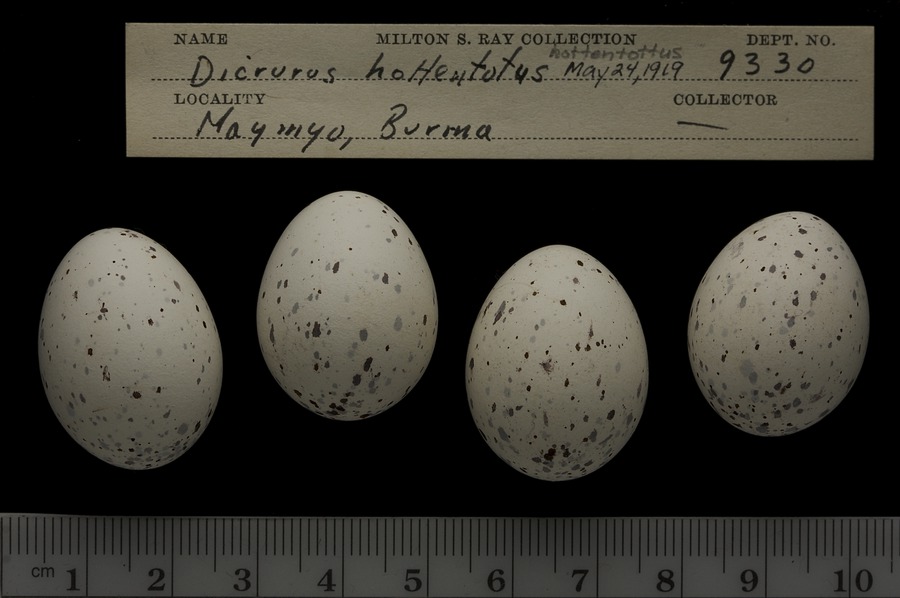 NAME MILTON S. RAY COLLECTION DEPT. NO.
hottentottus
Dicrurus hottentotus May 24, 1919 9330
LOCALITY COLLECTOR
Maymyo, Burma —
cm 1 2 3 4 5 6 7 8 9 10